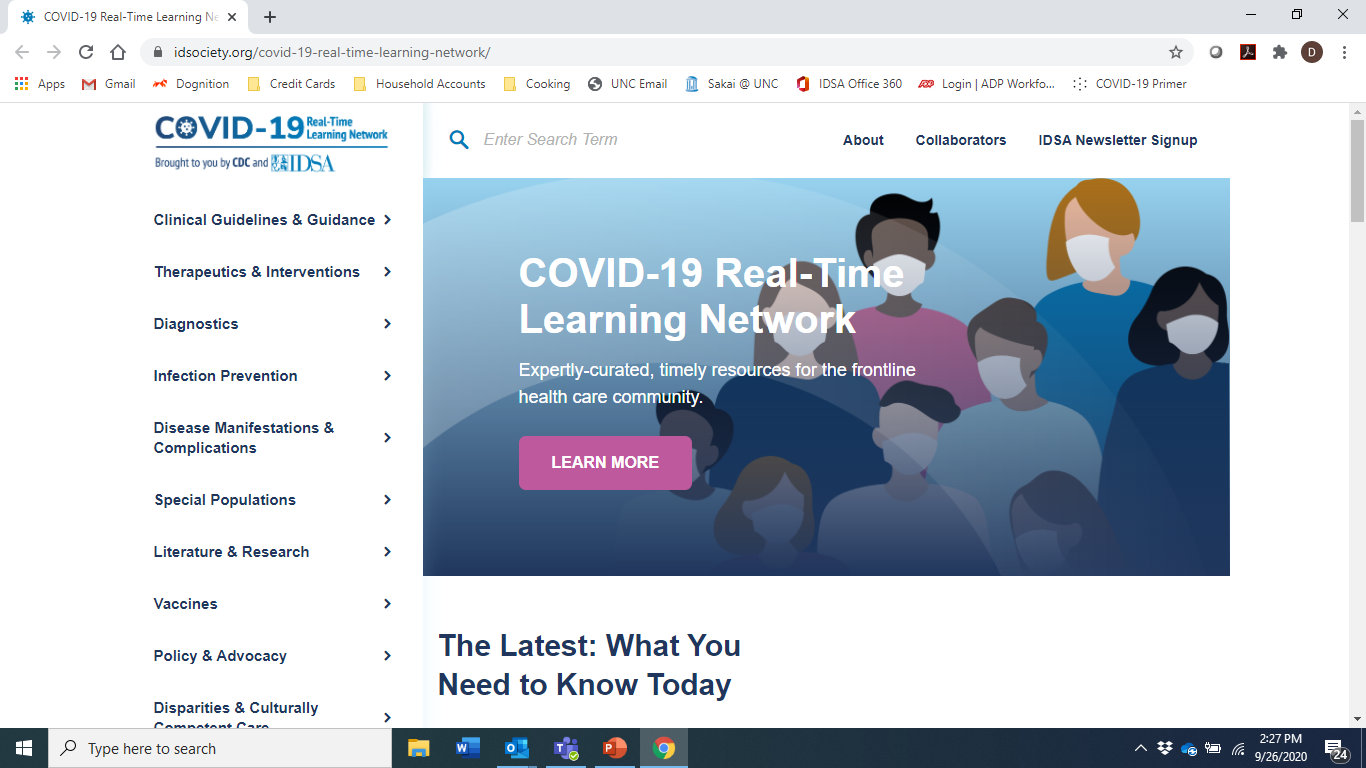 COVID-19 Real-Time Learning Ne
idsociety.org/covid-19-real-time-learning-network/
D
Apps
Gmail
Dognition
Credit Cards
Household Accounts
Cooking
UNC Email
Sakai @ UNC
IDSA Office 360
Login | ADP Workfo...
COVID-19 Primer
COVID-19 Real-Time
Learning Network
Brought to you by CDC and IDSA
Enter Search Term
About
Collaborators
IDSA Newsletter Signup
Clinical Guidelines & Guidance
Therapeutics & Interventions
Diagnostics
Infection Prevention
Disease Manifestations &
Complications
Special Populations
Literature & Research
Vaccines
Policy & Advocacy
Disparities & Culturally
Competent Care
COVID-19 Real-Time
Learning Network
Expertly-curated, timely resources for the frontline
health care community.
LEARN MORE
The Latest: What You
Need to Know Today
Type here to search
2:27 PM
9/26/2020
24